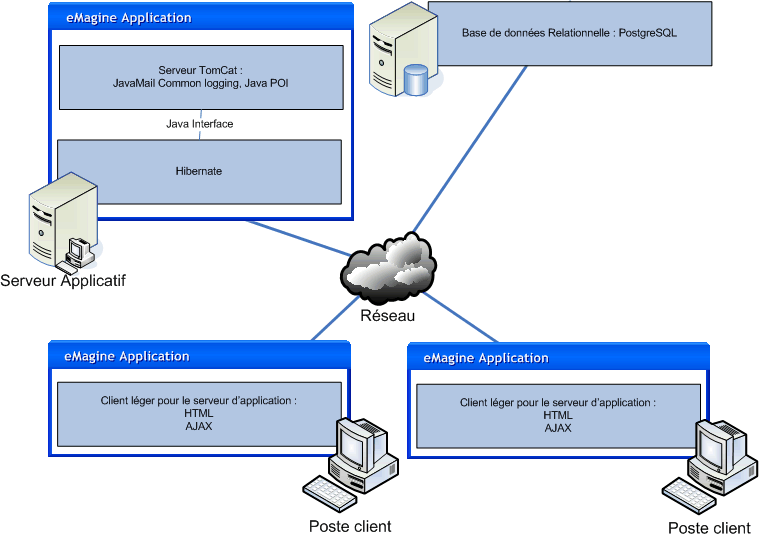 eMagine Application
Serveur TomCat :
JavaMail Common logging, Java POI
Java Interface
Hibernate
Serveur Applicatif
Base de données Relationnelle : PostgreSQL
Réseau
eMagine Application
Client léger pour le serveur d'application :
HTML
AJAX
Poste client
eMagine Application
Client léger pour le serveur d'application :
HTML
AJAX
Poste client